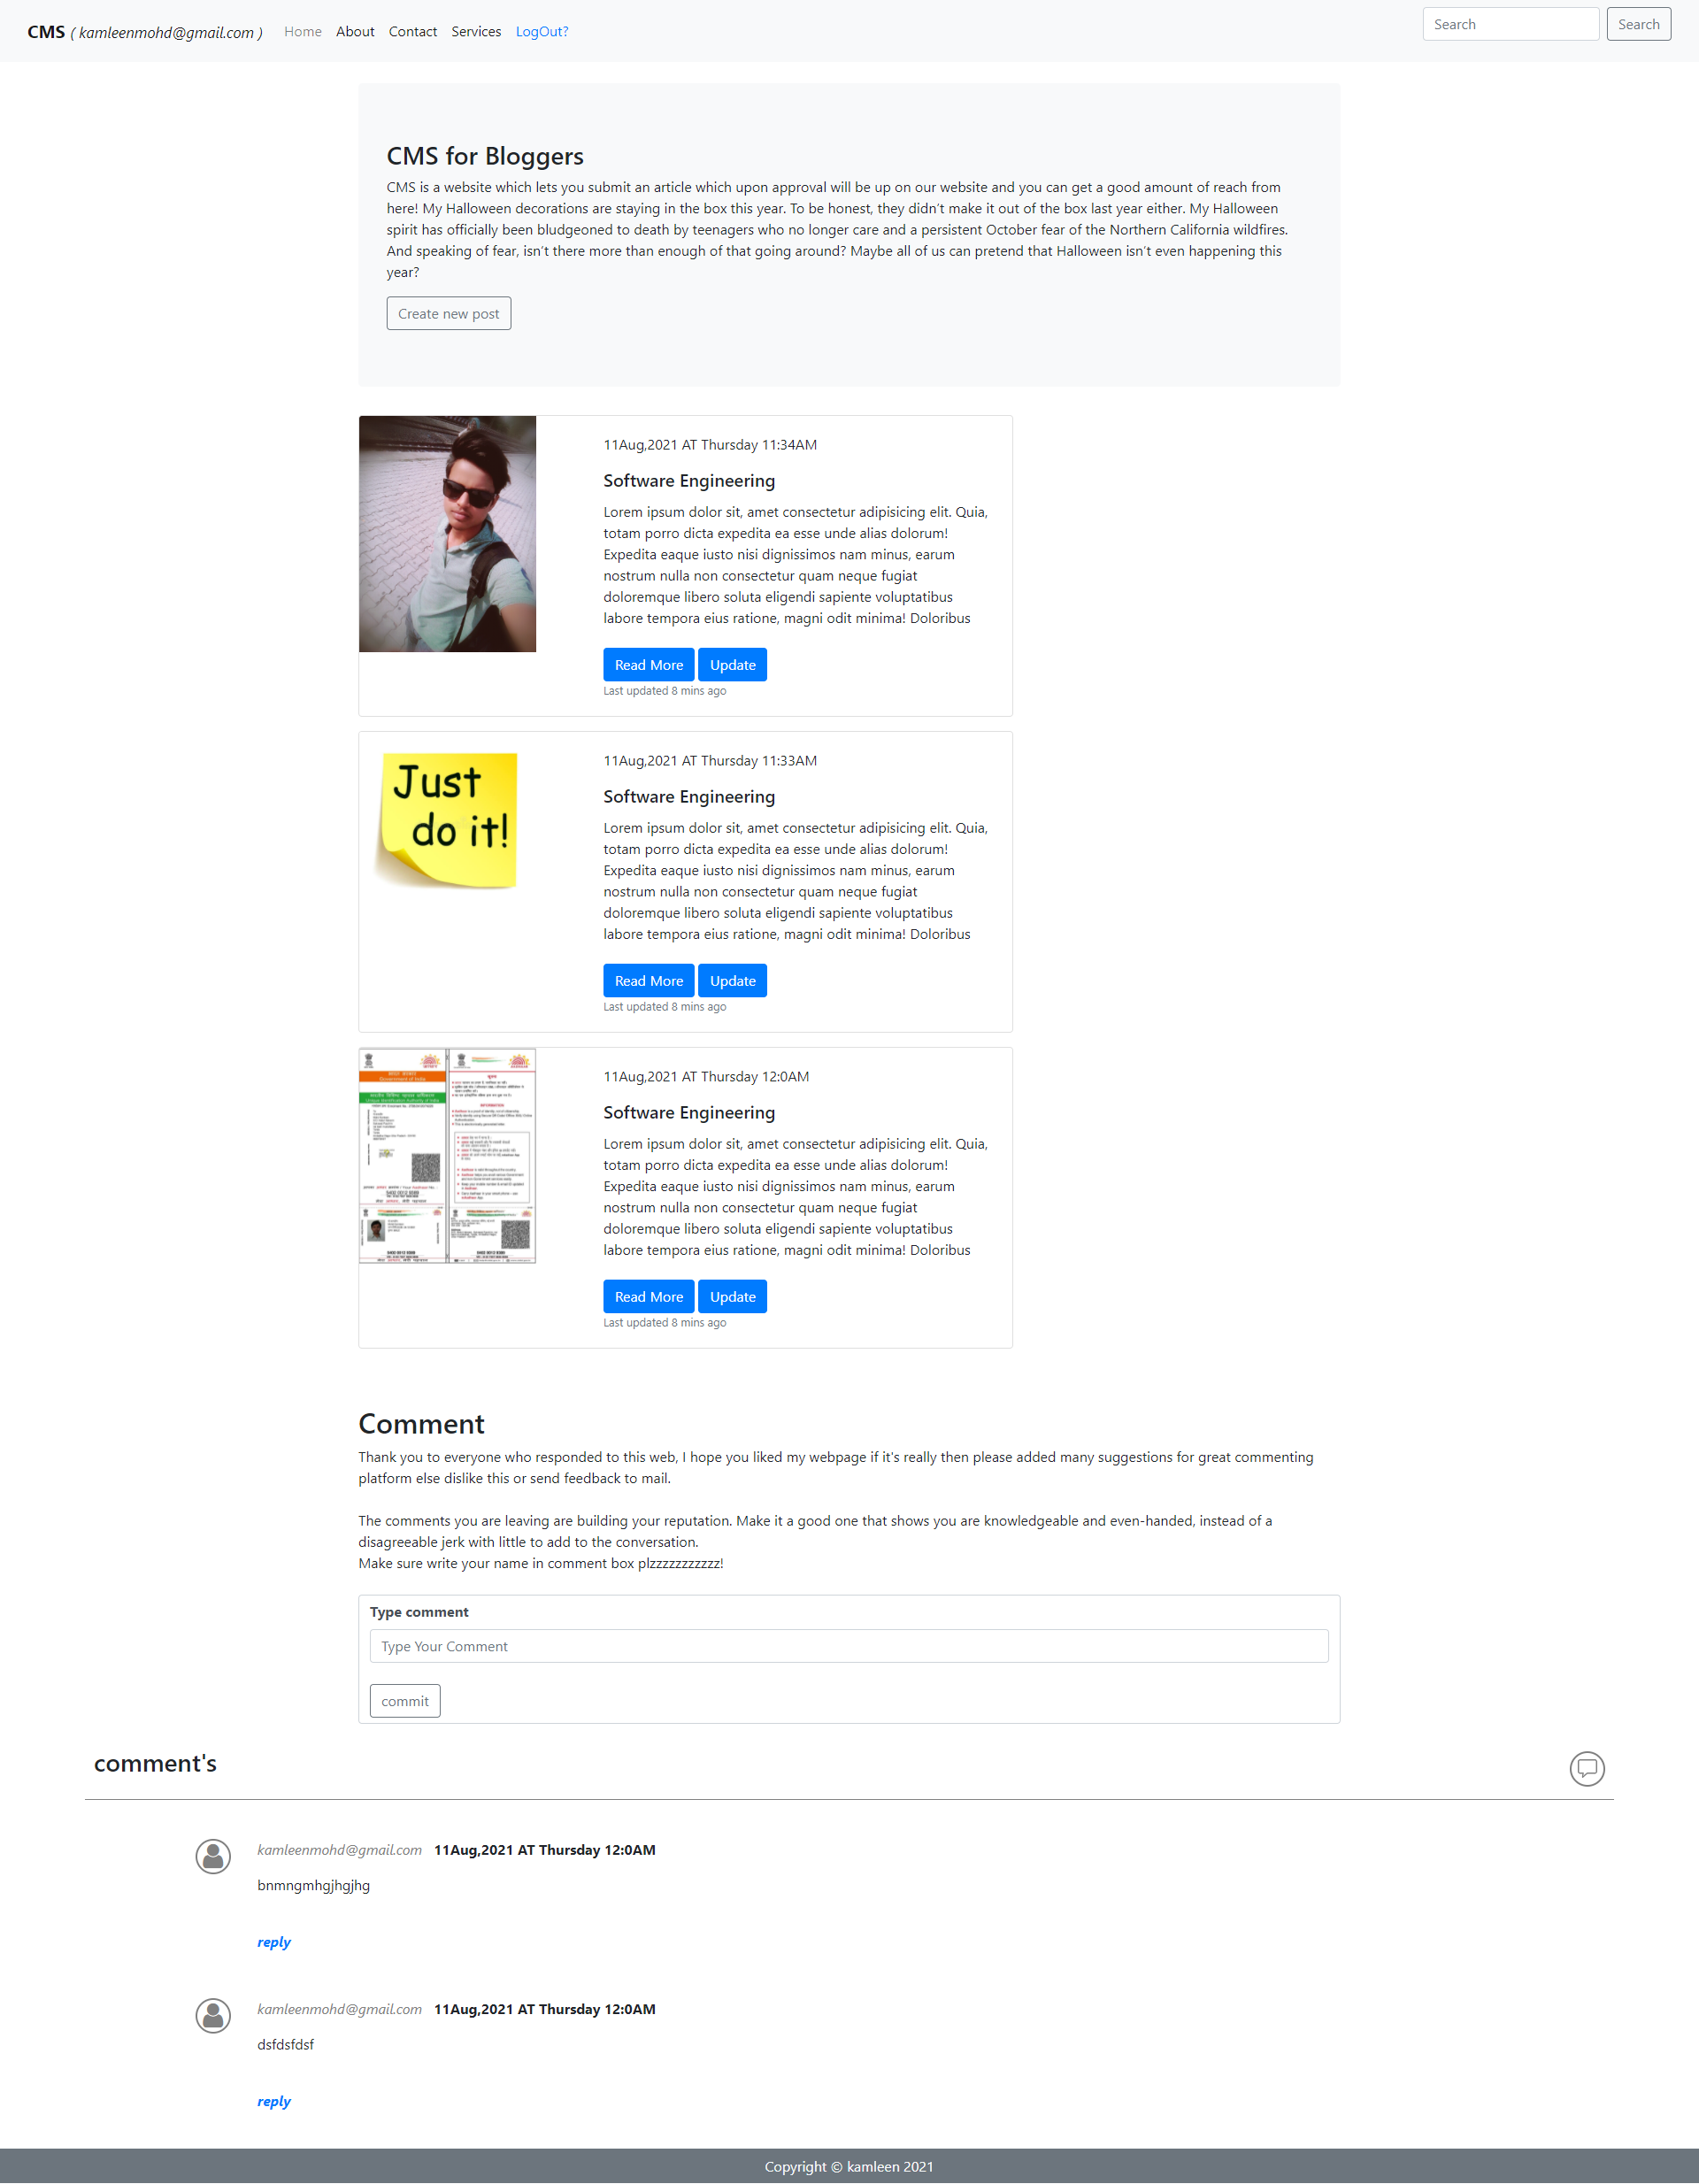 CMS ( kamleenmohd@gmail.com ) Home About Contact Services LogOut? Search Search
CMS for Bloggers
CMS is a website which lets you submit an article which upon approval will be up on our website and you can get a good amount of reach from
here! My Halloween decorations are staying in the box this year. To be honest, they didn’t make it out of the box last year either. My Halloween
spirit has officially been bludgeoned to death by teenagers who no longer care and a persistent October fear of the Northern California wildfires.
And speaking of fear, isn’t there more than enough of that going around? Maybe all of us can pretend that Halloween isn’t even happening this
year?
Create new post
11Aug,2021 AT Thursday 11:34AM
Software Engineering
Lorem ipsum dolor sit, amet consectetur adipisicing elit. Quia,
totam porro dicta expedita ea esse unde alias dolorum!
Expedita eaque iusto nisi dignissimos nam minus, earum
nostrum nulla non consectetur quam neque fugiat
doloremque libero soluta eligendi sapiente voluptatibus
labore tempora eius ratione, magni odit minima! Doloribus
Read More Update
Last updated 8 mins ago
Just
do it!
11Aug,2021 AT Thursday 11:33AM
Software Engineering
Lorem ipsum dolor sit, amet consectetur adipisicing elit. Quia,
totam porro dicta expedita ea esse unde alias dolorum!
Expedita eaque iusto nisi dignissimos nam minus, earum
nostrum nulla non consectetur quam neque fugiat
doloremque libero soluta eligendi sapiente voluptatibus
labore tempora eius ratione, magni odit minima! Doloribus
Read More Update
Last updated 8 mins ago
Government of India
Unique Identification Authority of India
INFORMATION
11Aug,2021 AT Thursday 12:0AM
Software Engineering
Lorem ipsum dolor sit, amet consectetur adipisicing elit. Quia,
totam porro dicta expedita ea esse unde alias dolorum!
Expedita eaque iusto nisi dignissimos nam minus, earum
nostrum nulla non consectetur quam neque fugiat
doloremque libero soluta eligendi sapiente voluptatibus
labore tempora eius ratione, magni odit minima! Doloribus
Read More Update
Last updated 8 mins ago
Comment
Thank you to everyone who responded to this web, I hope you liked my webpage if it's really then please added many suggestions for great commenting
platform else dislike this or send feedback to mail.
The comments you are leaving are building your reputation. Make it a good one that shows you are knowledgeable and even-handed, instead of a
disagreeable jerk with little to add to the conversation.
Make sure write your name in comment box plzzzzzzzzzzz!
Type comment
Type Your Comment
commit
comment's
kamleenmohd@gmail.com 11Aug,2021 AT Thursday 12:0AM
bnmngmhgjhgjhg
reply
kamleenmohd@gmail.com 11Aug,2021 AT Thursday 12:0AM
dsfdsfdsf
reply
Copyright © kamleen 2021